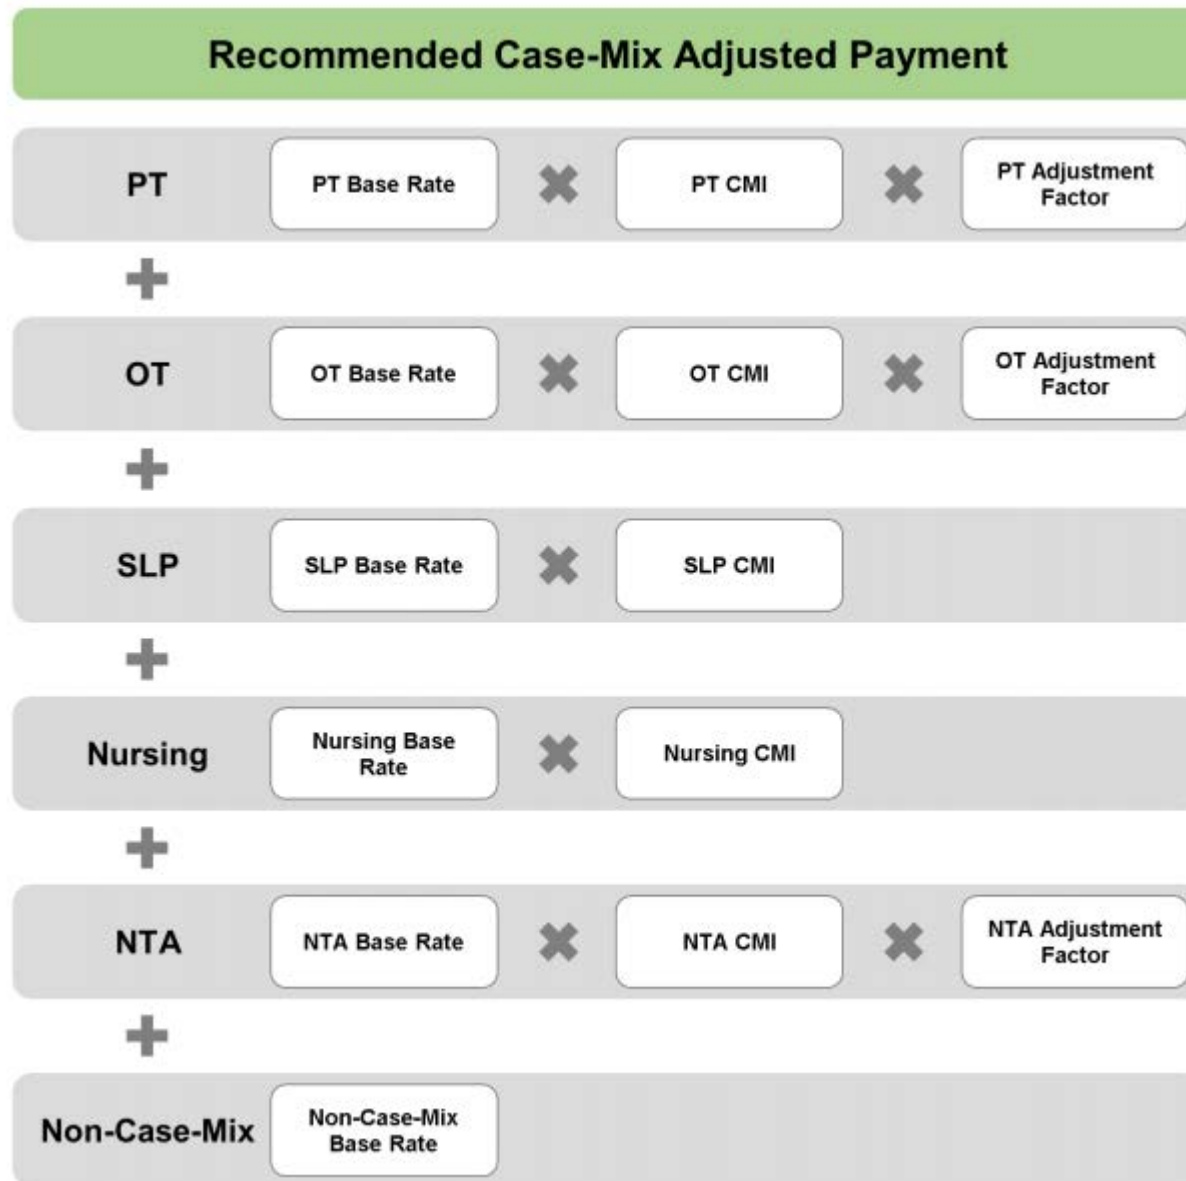 Recommended Case-Mix Adjusted Payment
PT
PT Base Rate
PT CMI
PT Adjustment
Factor
OT
OT Base Rate
OT CMI
OT Adjustment
Factor
SLP
SLP Base Rate
SLP CMI
Nursing
Nursing Base
Rate
Nursing CMI
NTA
NTA Base Rate
NTA CMI
NTA Adjustment
Factor
Non-Case-Mix
Non-Case-Mix
Base Rate